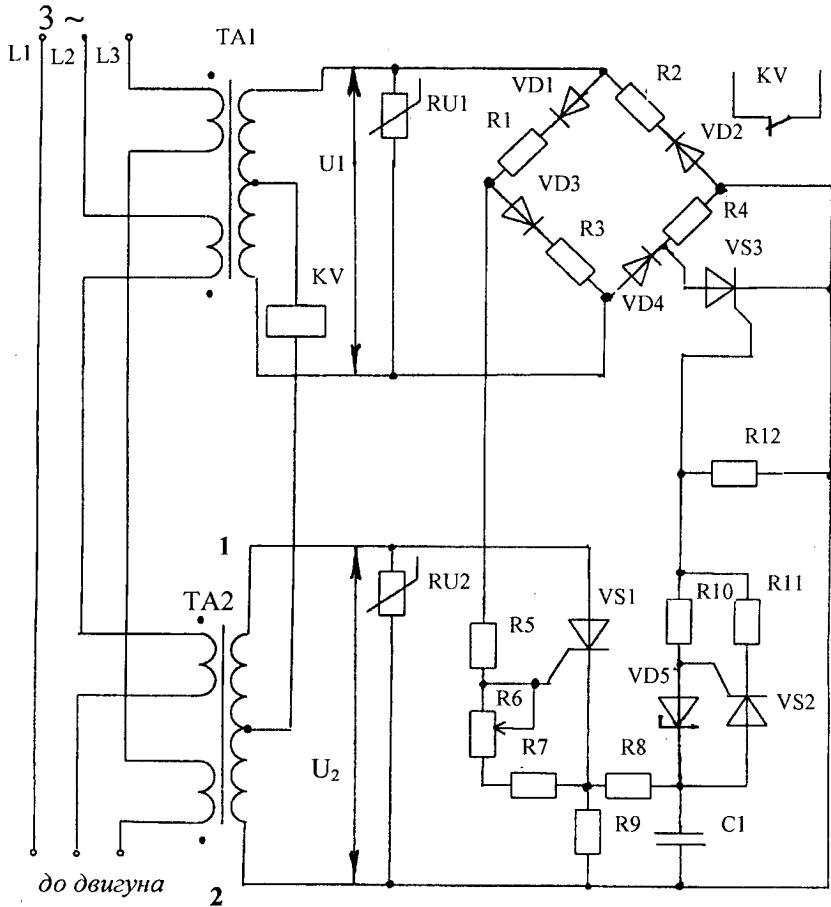 3 ~
L1 L2 L3
TA1
RU1
U1
KV
VD1
R2
KV
R1
VD2
VD3
R4
R3
VD4
VS3
R12
1
TA2
RU2
U2
R5
VS1
R10
R11
R6
VD5
VS2
R7
R8
R9
C1
до двигуна
2